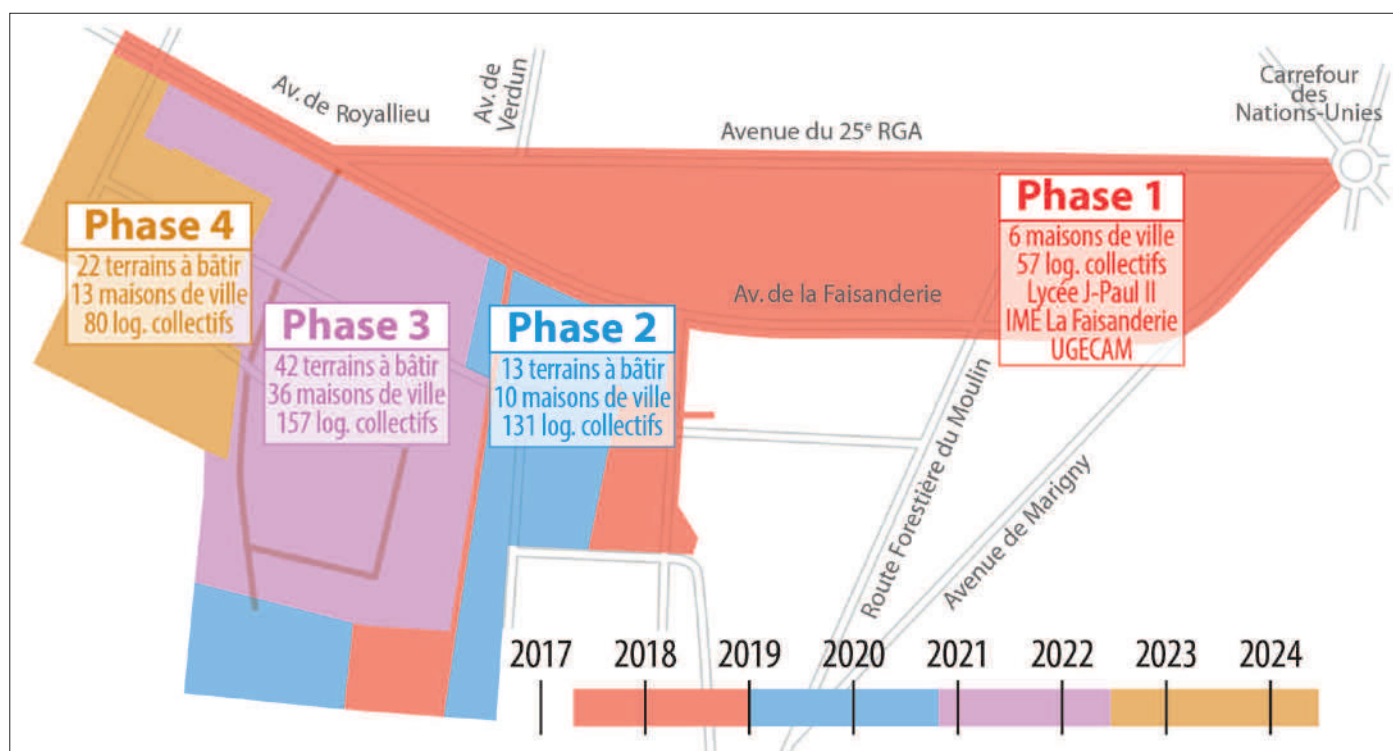 Av. de Royallieu
Av. de
Verdun
Avenue du 25e RGA
Carrefour
des
Nations-Unies
Phase 1
6 maisons de ville
57 log. collectifs
Lycée J-Paul II
IME La Faisanderie
UGECAM
Phase 4
22 terrains à bâtir
13 maisons de ville
80 log. collectifs
Av. de la Faisanderie
Phase 3
42 terrains à bâtir
36 maisons de ville
157 log. collectifs
Phase 2
13 terrains à bâtir
10 maisons de ville
131 log. collectifs
Route Forestière du Moulin
Avenue de Marigny
2017 2018 2019 2020 2021 2022 2023 2024